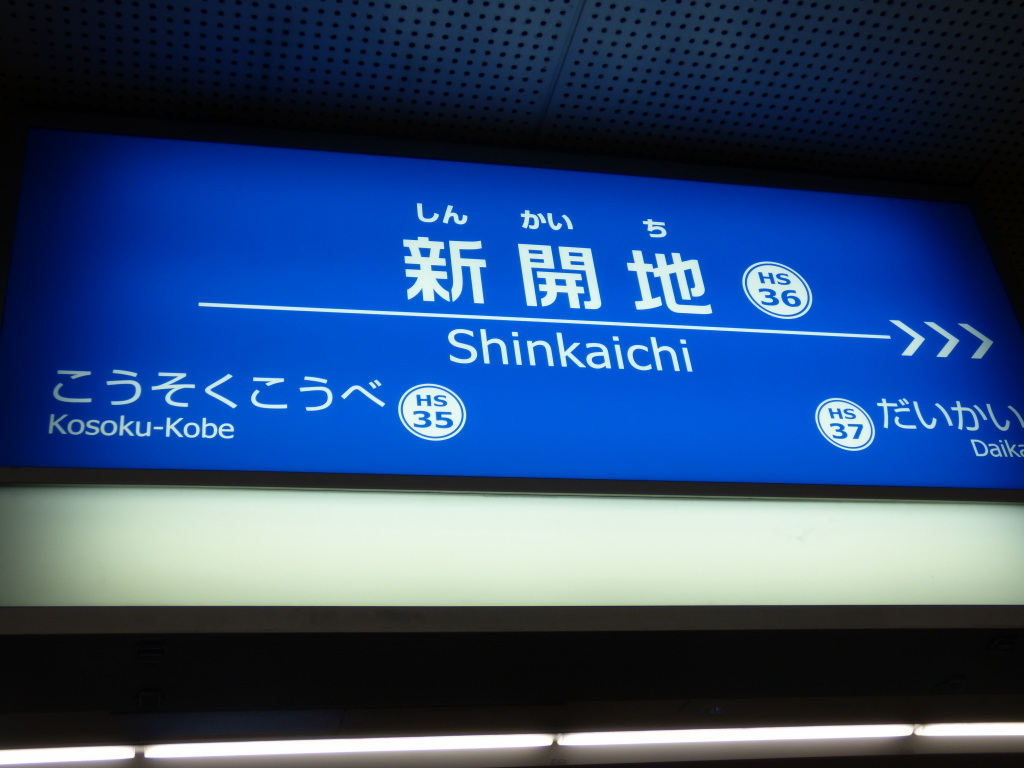 しん かい ち
新開地 HS 36
Shinkaichi
こうそくこうべ HS 35
Kosoku-Kobe
HS 37 だいかい
Daika